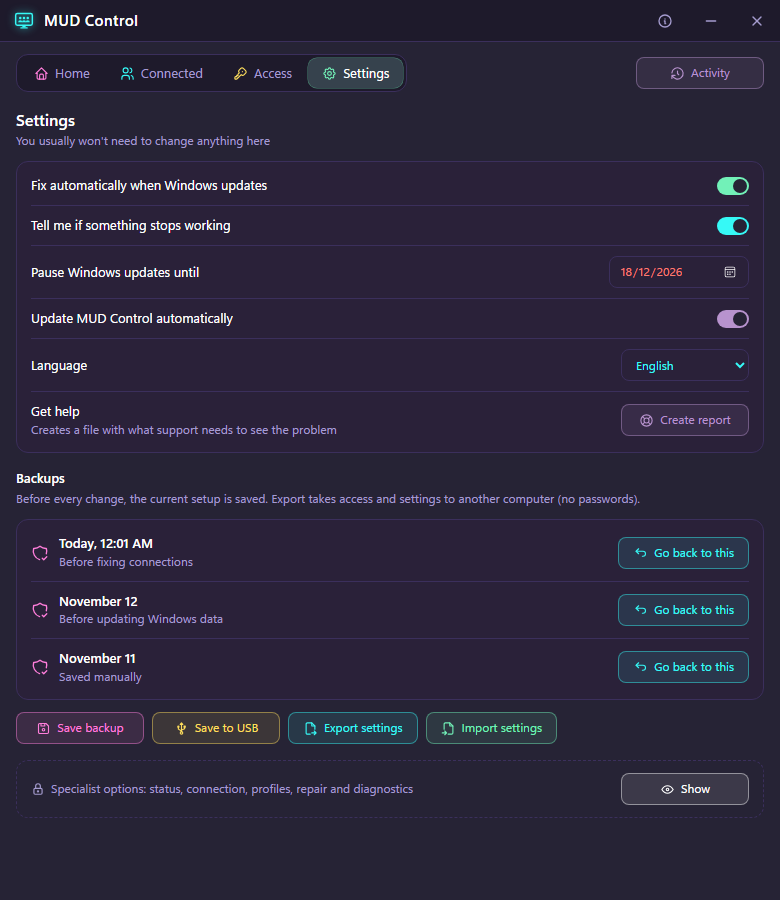 MUD Control
Home
Connected
Access
Settings
Activity
Settings
You usually won't need to change anything here
Fix automatically when Windows updates
Tell me if something stops working
Pause Windows updates until
18/12/2026
Update MUD Control automatically
Language
English
Get help
Creates a file with what support needs to see the problem
Create report
Backups
Before every change, the current setup is saved. Export takes access and settings to another computer (no passwords).
Today, 12:01 AM
Before fixing connections
Go back to this
November 12
Before updating Windows data
Go back to this
November 11
Saved manually
Go back to this
Save backup
Save to USB
Export settings
Import settings
Specialist options: status, connection, profiles, repair and diagnostics
Show